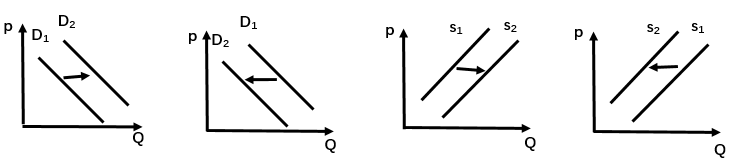 p D1 D2 Q
p D2 D1 Q
p s1 s2 Q
p s2 s1 Q